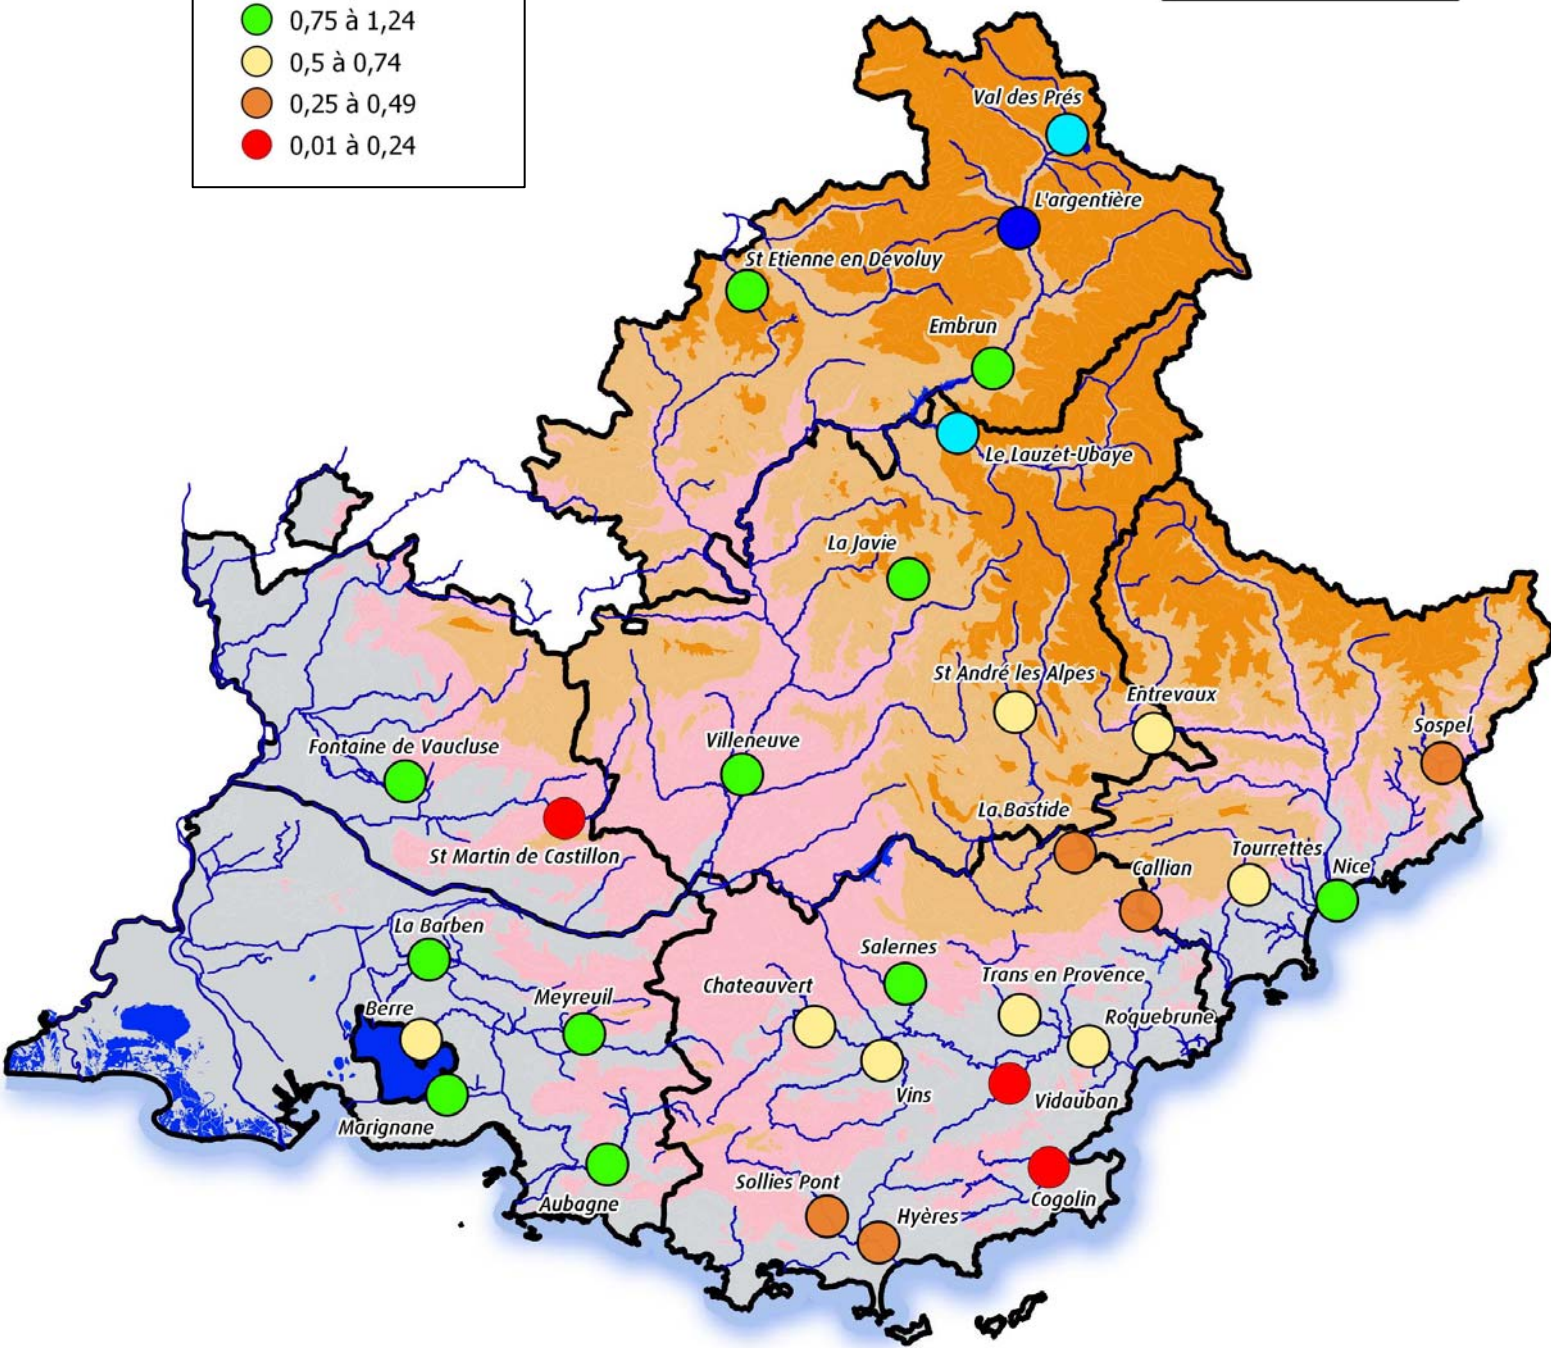 0,75 à 1,24
0,5 à 0,74
0,25 à 0,49
0,01 à 0,24
Val des Prés
L'argentière
St Etienne en Dévoluy
Embrun
Le Lauzet-Ubaye
La Javie
St André les Alpes
Entrevaux
Sospel
Fontaine de Vaucluse
Villeneuve
La Bastide
St Martin de Castillon
Tourrettes
Callian
Nice
La Barben
Salernes
Trans en Provence
Chateauvert
Meyreuil
Berre
Roquebrune
Vins
Vidauban
Marignane
Sollies Pont
Cogolin
Aubagne
Hyères